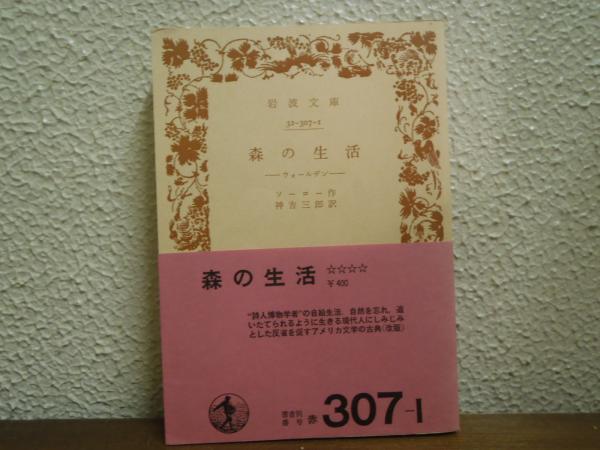 岩波文庫
32-307-1
森の生活
—ウォールデン—
ソーロー作
神吉三郎訳
森の生活 ☆☆☆☆
¥400
“詩人博物学者”の自給生活．自然を忘れ，追
いたてられるように生きる現代人にしみじみ
とした反省を促すアメリカ文学の古典〈改版〉
著者別
番号 赤 307-1